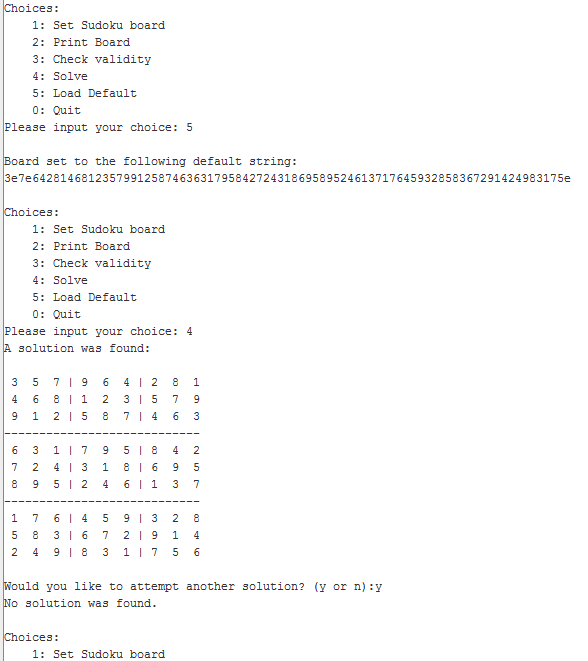 Choices:
1: Set Sudoku board
2: Print Board
3: Check validity
4: Solve
5: Load Default
0: Quit
Please input your choice: 5
Board set to the following default string:
3e7e6428146812357991258746363179584272431869589524613717645932858367291424983175e
Choices:
1: Set Sudoku board
2: Print Board
3: Check validity
4: Solve
5: Load Default
0: Quit
Please input your choice: 4
A solution was found:
3 5 7 | 9 6 4 | 2 8 1
4 6 8 | 1 2 3 | 5 7 9
9 1 2 | 5 8 7 | 4 6 3
----------------------------
6 3 1 | 7 9 5 | 8 4 2
7 2 4 | 3 1 8 | 6 9 5
8 9 5 | 2 4 6 | 1 3 7
----------------------------
1 7 6 | 4 5 9 | 3 2 8
5 8 3 | 6 7 2 | 9 1 4
2 4 9 | 8 3 1 | 7 5 6
Would you like to attempt another solution? (y or n):y
No solution was found.
Choices:
1: Set Sudoku board